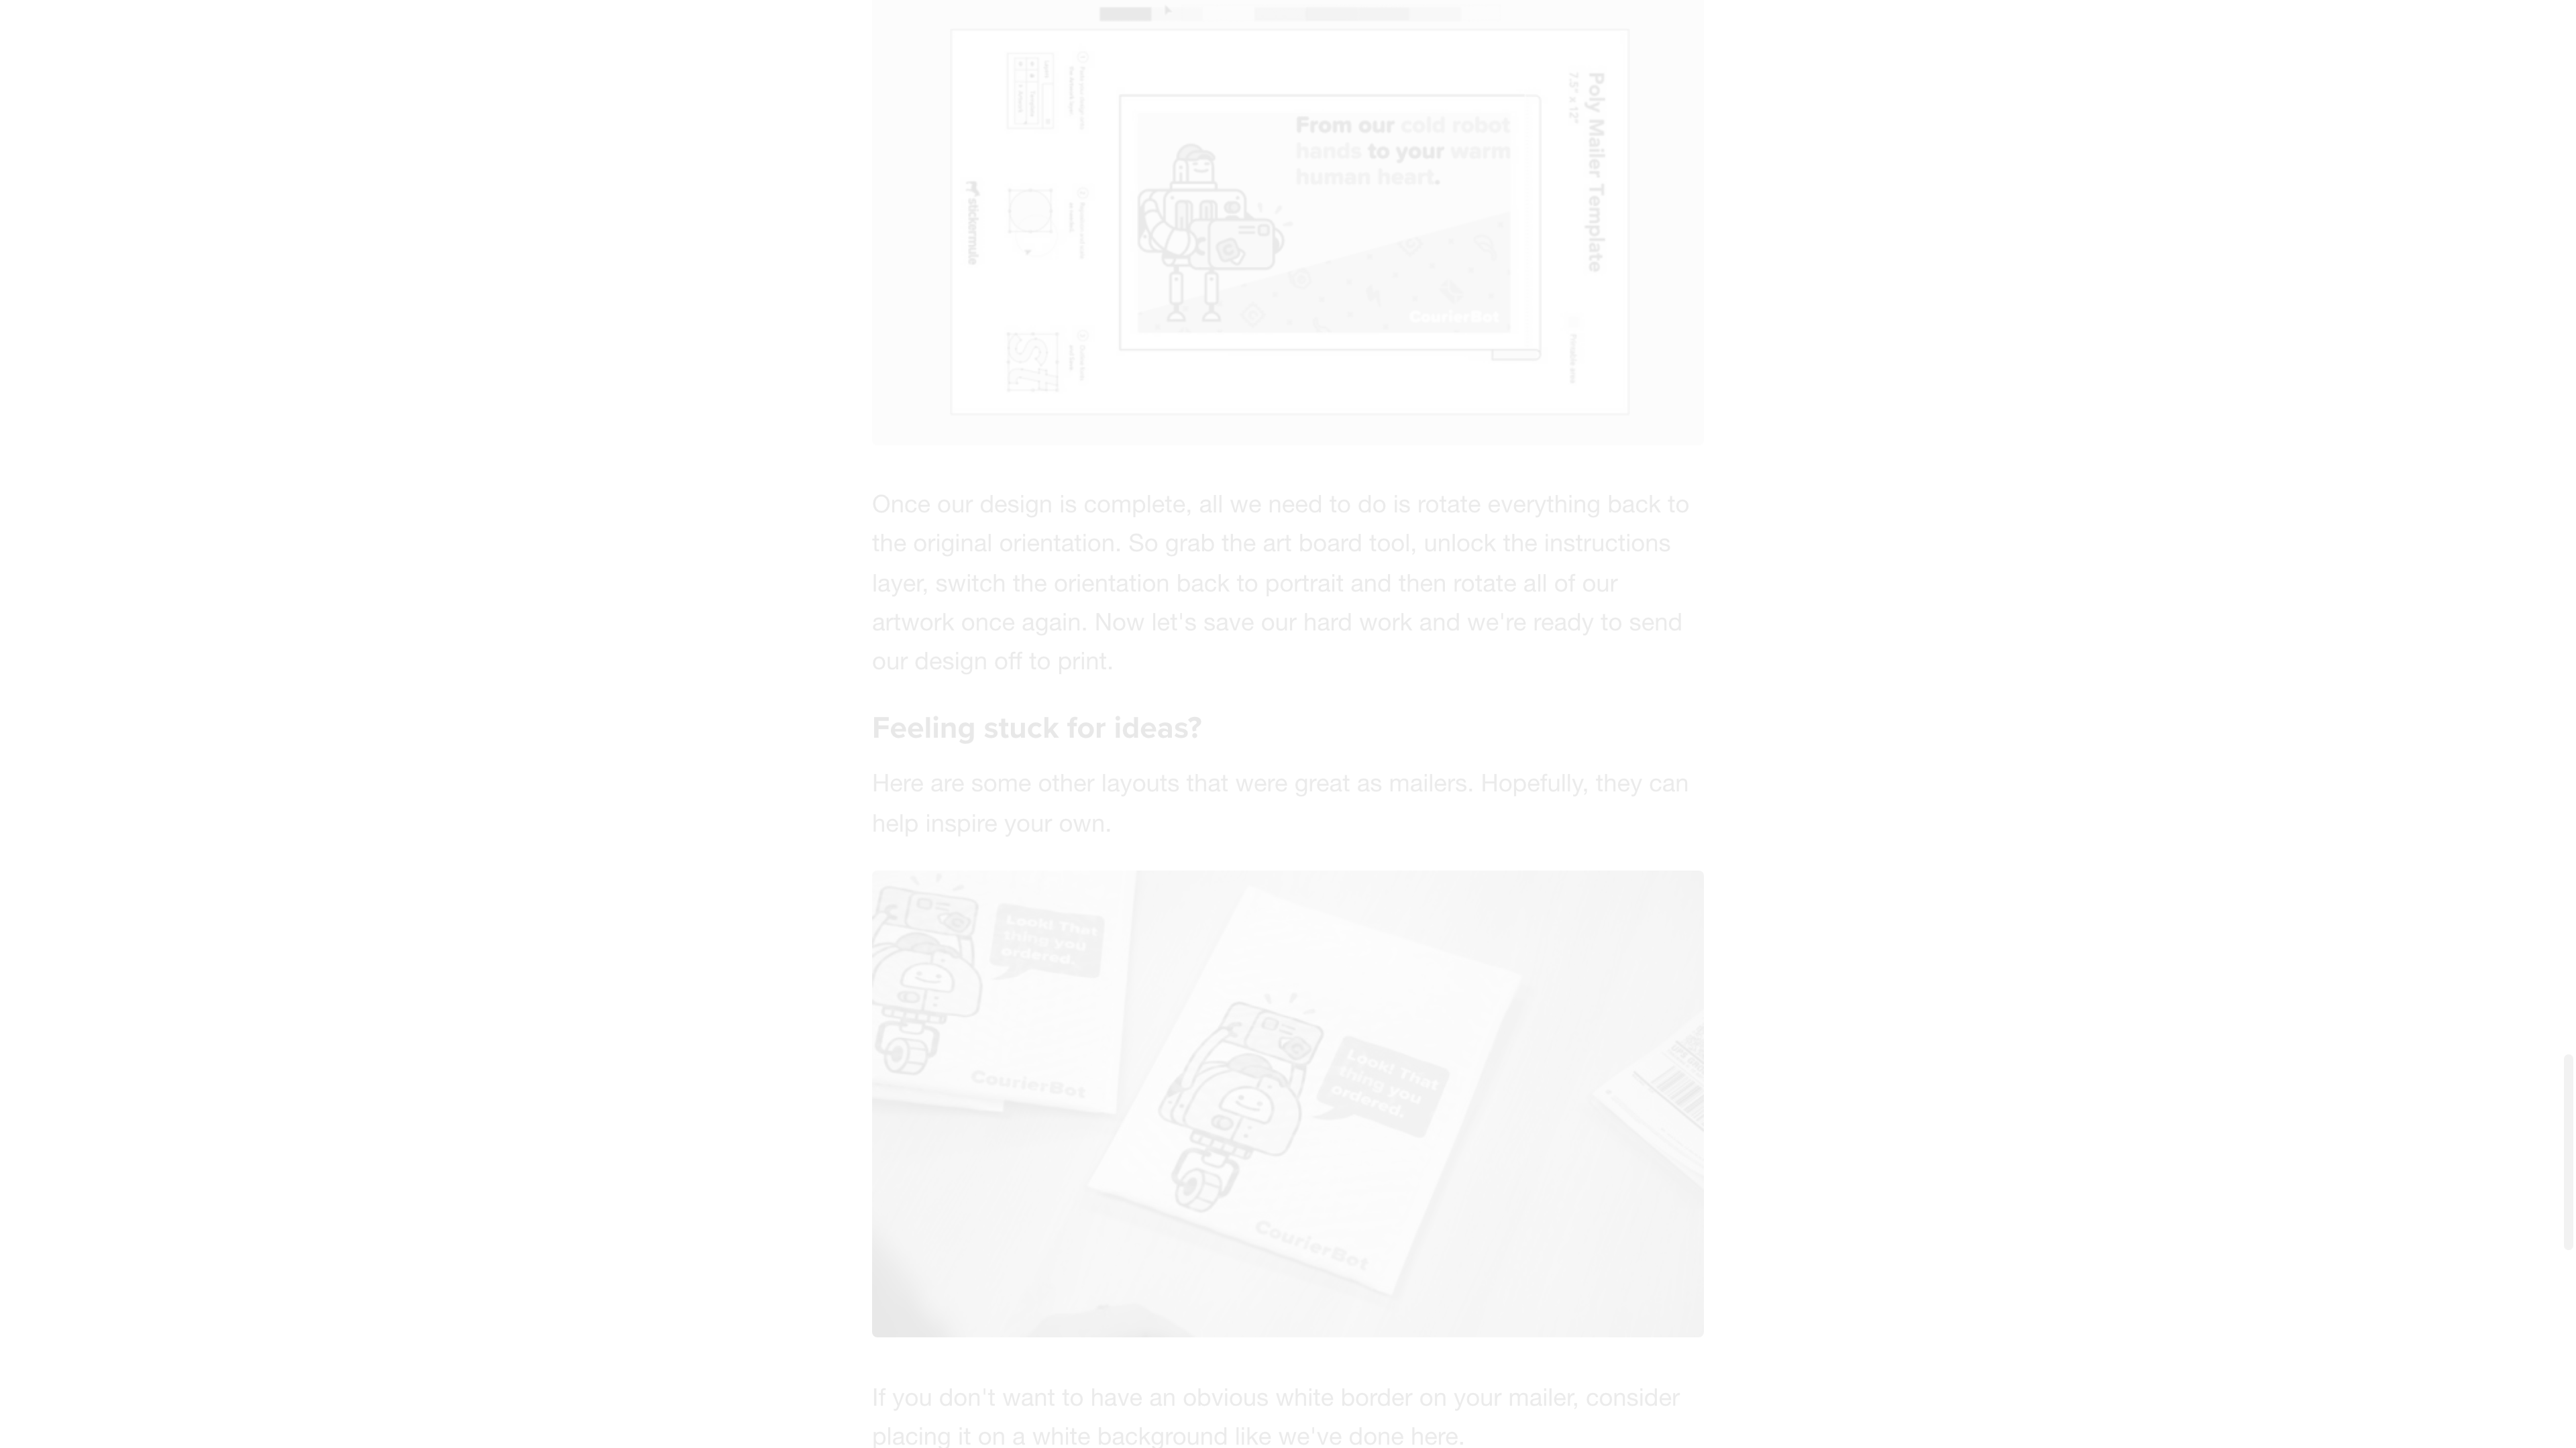 Poly Mailer Template
7.5" x 12"
From our cold robot
hands to your warm
human heart.
CourierBot
Printable area
stickermule
Once our design is complete, all we need to do is rotate everything back to
the original orientation. So grab the art board tool, unlock the instructions
layer, switch the orientation back to portrait and then rotate all of our
artwork once again. Now let's save our hard work and we're ready to send
our design off to print.
Feeling stuck for ideas?
Here are some other layouts that were great as mailers. Hopefully, they can
help inspire your own.
Look! That
thing you
ordered.
CourierBot
Look! That
thing you
ordered.
CourierBot
If you don't want to have an obvious white border on your mailer, consider
placing it on a white background like we've done here.